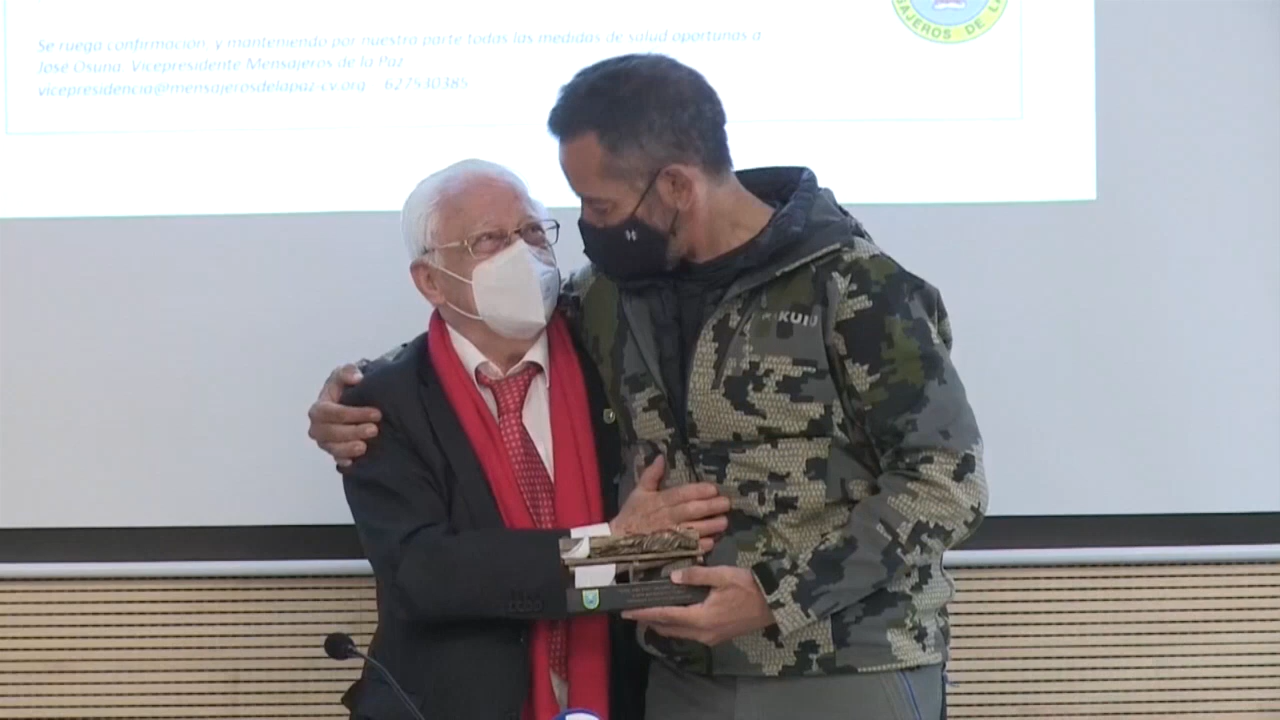 SAJEROS DE LA
Se ruega confirmación, y manteniendo por nuestra parte todas las medidas de salud oportunas a
José Osuna. Vicepresidente Mensajeros de la Paz
vicepresidencia@mensajerosdelapaz-cv.org 627530385
KUIU